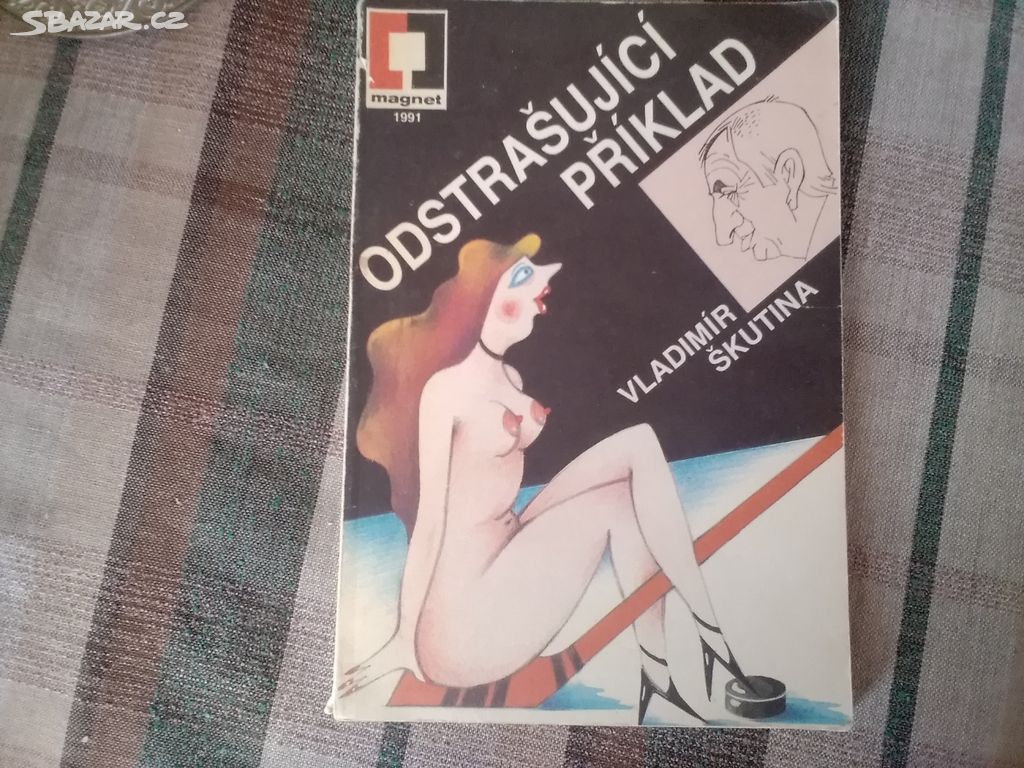 SBAZAR.CZ
magnet
1991
ODSTRAŠUJÍCÍ
PŘÍKLAD
VLADIMÍR
ŠKUTINA